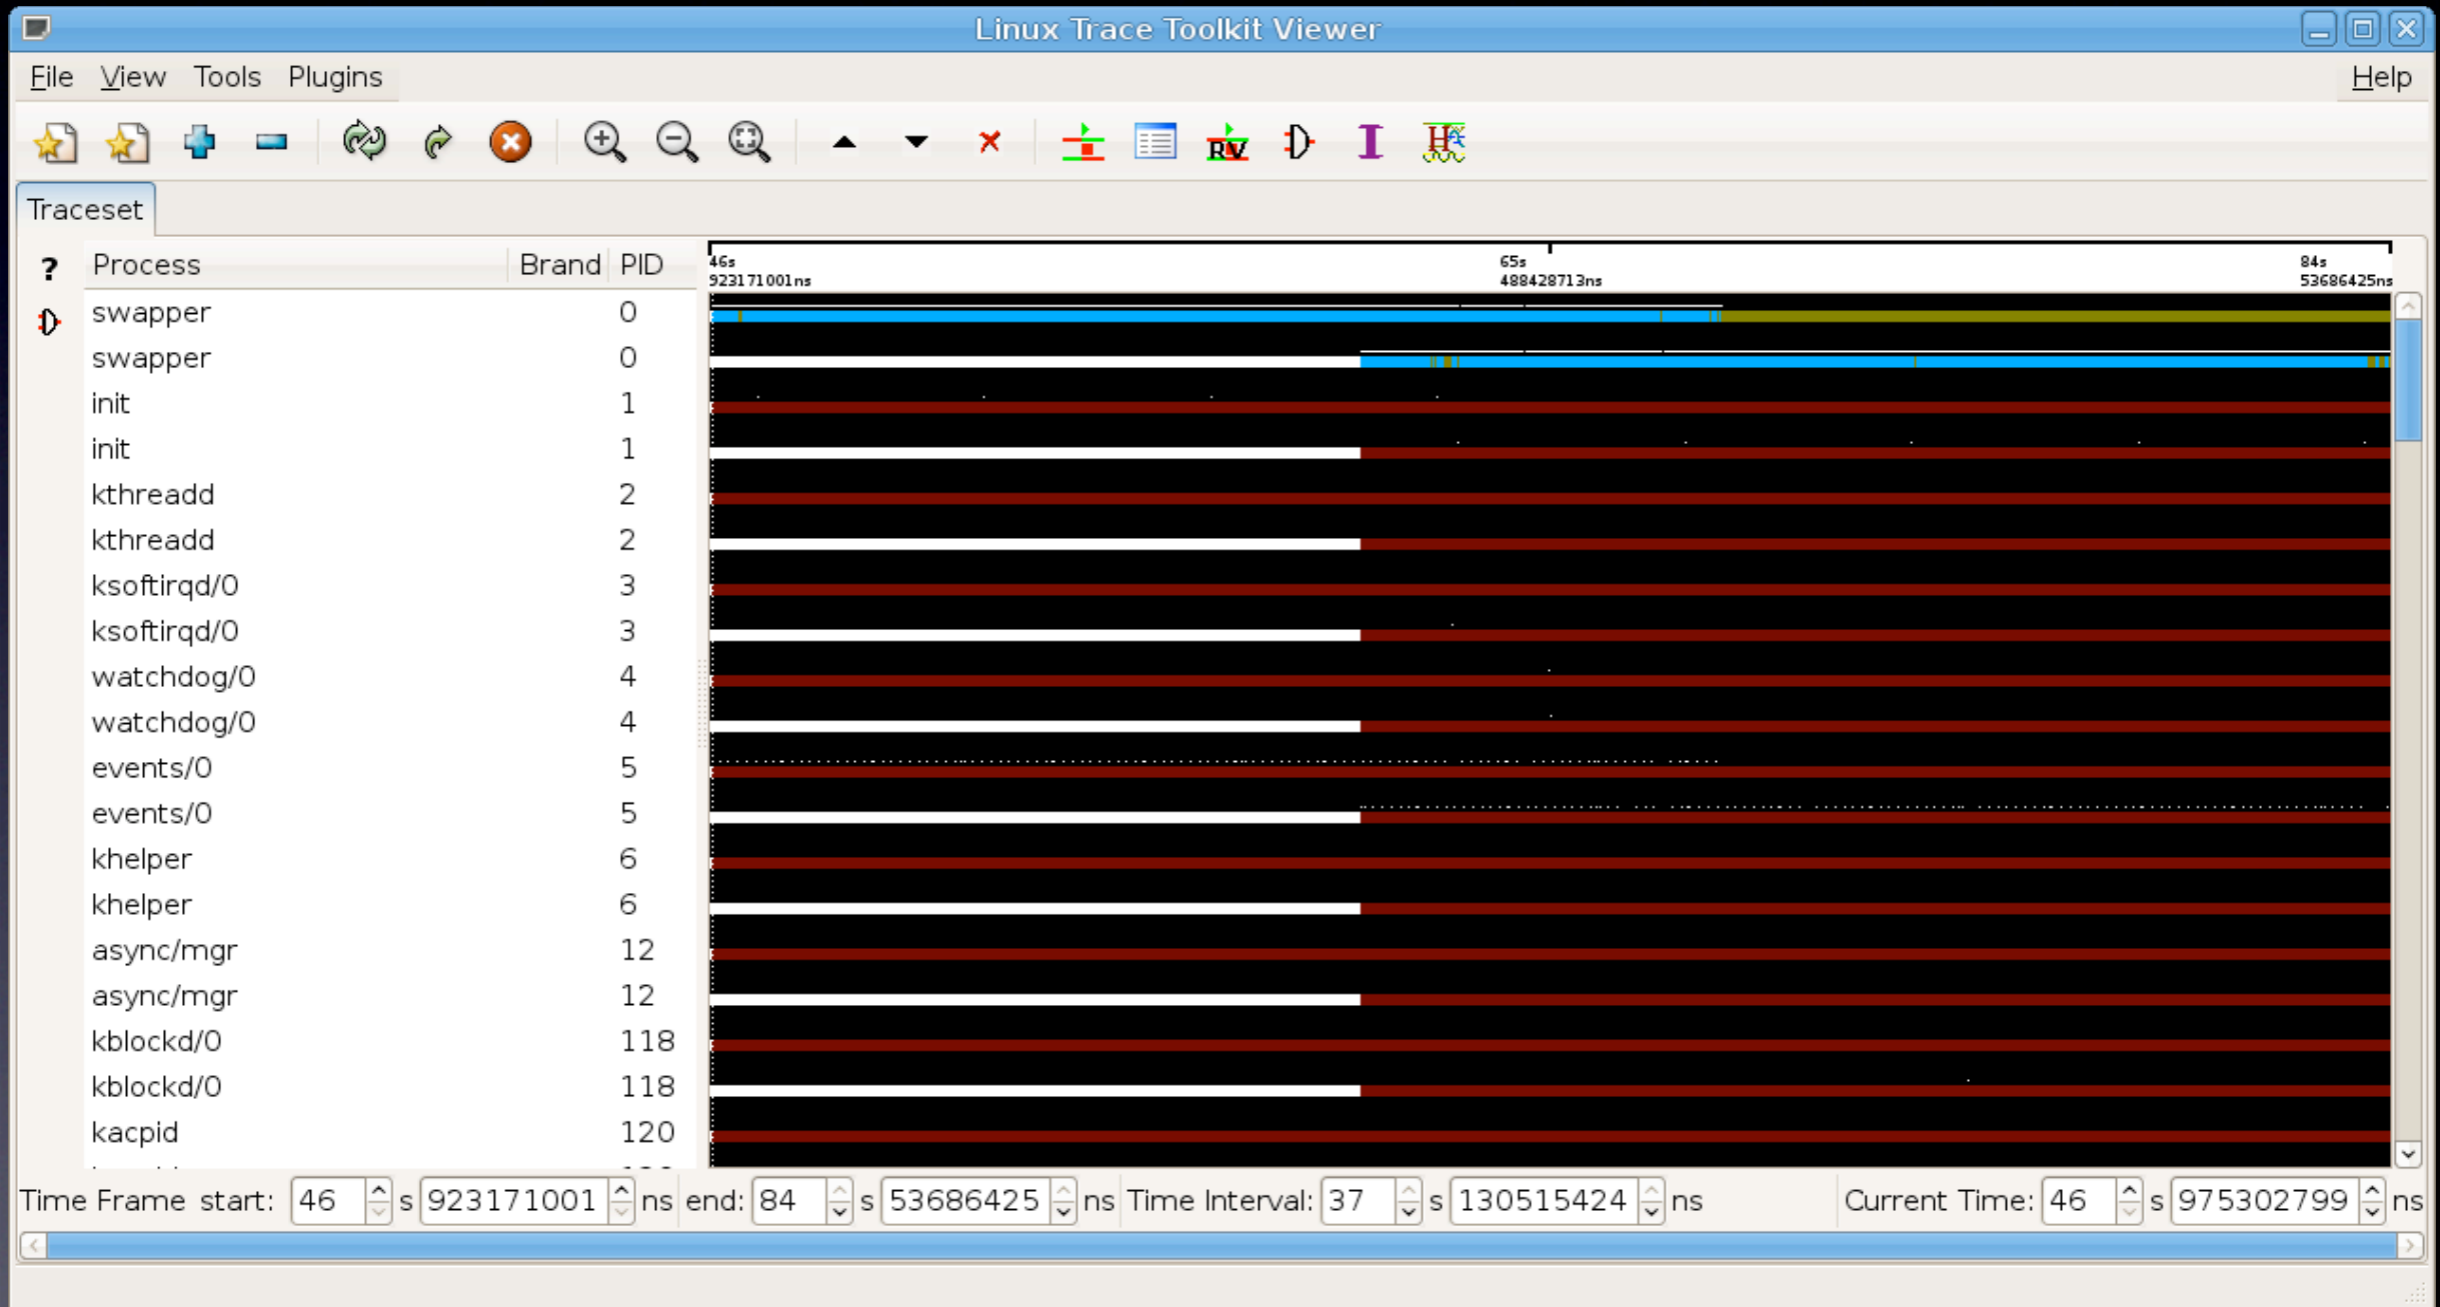 Linux Trace Toolkit Viewer
File View Tools Plugins Help
RV
Traceset
? Process Brand PID
46s 65s 84s
923171001ns 488428713ns 53686425ns
swapper 0
swapper 0
init 1
init 1
kthreadd 2
kthreadd 2
ksoftirqd/0 3
ksoftirqd/0 3
watchdog/0 4
watchdog/0 4
events/0 5
events/0 5
khelper 6
khelper 6
async/mgr 12
async/mgr 12
kblockd/0 118
kblockd/0 118
kacpid 120
Time Frame start: 46 s 923171001 ns end: 84 s 53686425 ns Time Interval: 37 s 130515424 ns Current Time: 46 s 975302799 ns